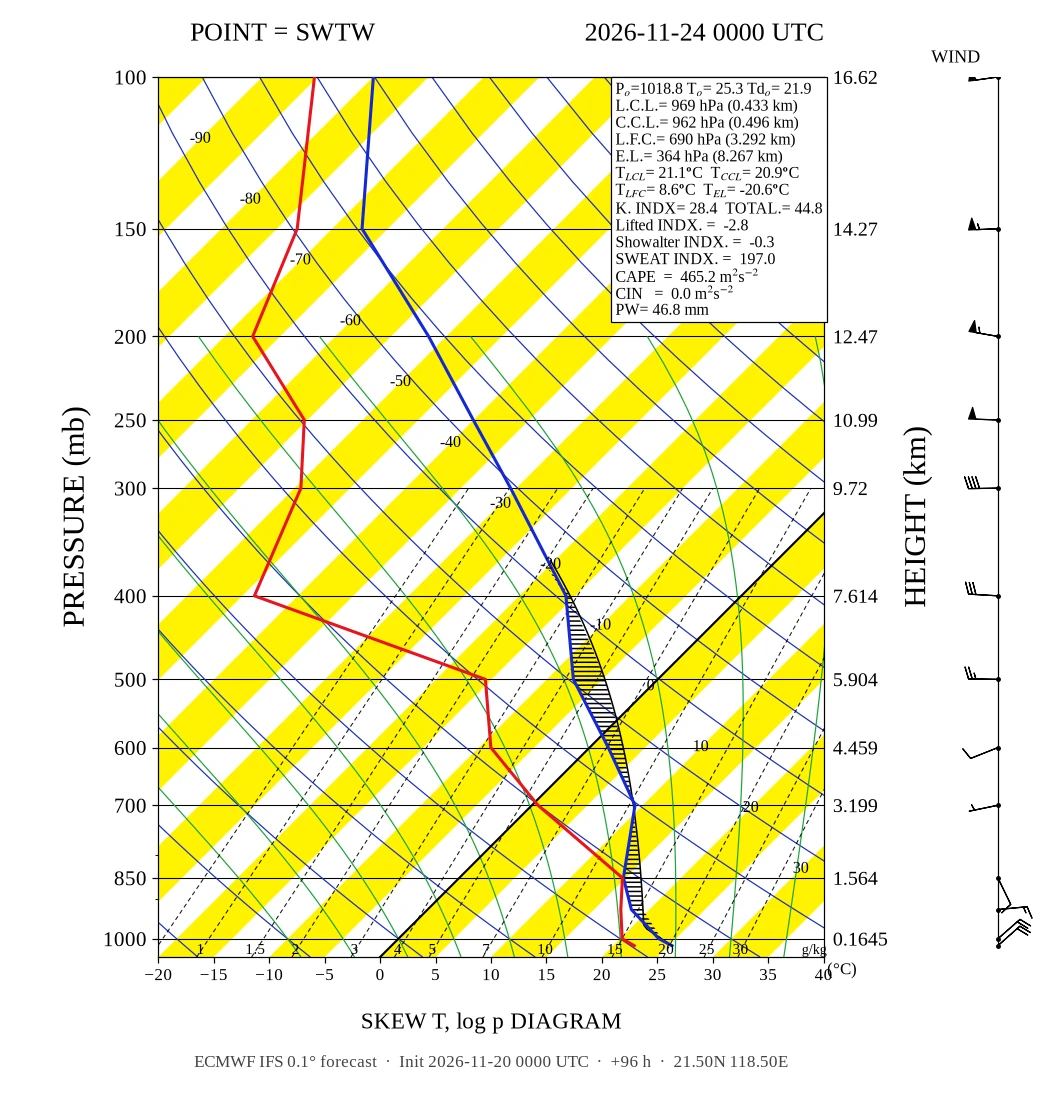 POINT = SWTW
2026-11-24 0000 UTC
WIND
Pₒ=1018.8 Tₒ= 25.3 Tdₒ= 21.9
L.C.L.= 969 hPa (0.433 km)
C.C.L.= 962 hPa (0.496 km)
L.F.C.= 690 hPa (3.292 km)
E.L.= 364 hPa (8.267 km)
T_LCL= 21.1°C T_CCL= 20.9°C
T_LFC= 8.6°C T_EL= -20.6°C
K. INDX= 28.4 TOTAL.= 44.8
Lifted INDX. = -2.8
Showalter INDX. = -0.3
SWEAT INDX. = 197.0
CAPE = 465.2 m²s⁻²
CIN = 0.0 m²s⁻²
PW= 46.8 mm
PRESSURE (mb)
100
150
200
250
300
400
500
600
700
850
1000
-90
-80
-70
-60
-50
-40
-30
-20
-10
0
10
20
30
16.62
14.27
12.47
10.99
9.72
7.614
5.904
4.459
3.199
1.564
0.1645
HEIGHT (km)
1 1.5 2 3 4 5 7 10 15 20 25 30 g/kg
−20 −15 −10 −5 0 5 10 15 20 25 30 35 40 (°C)
SKEW T, log p DIAGRAM
ECMWF IFS 0.1° forecast · Init 2026-11-20 0000 UTC · +96 h · 21.50N 118.50E